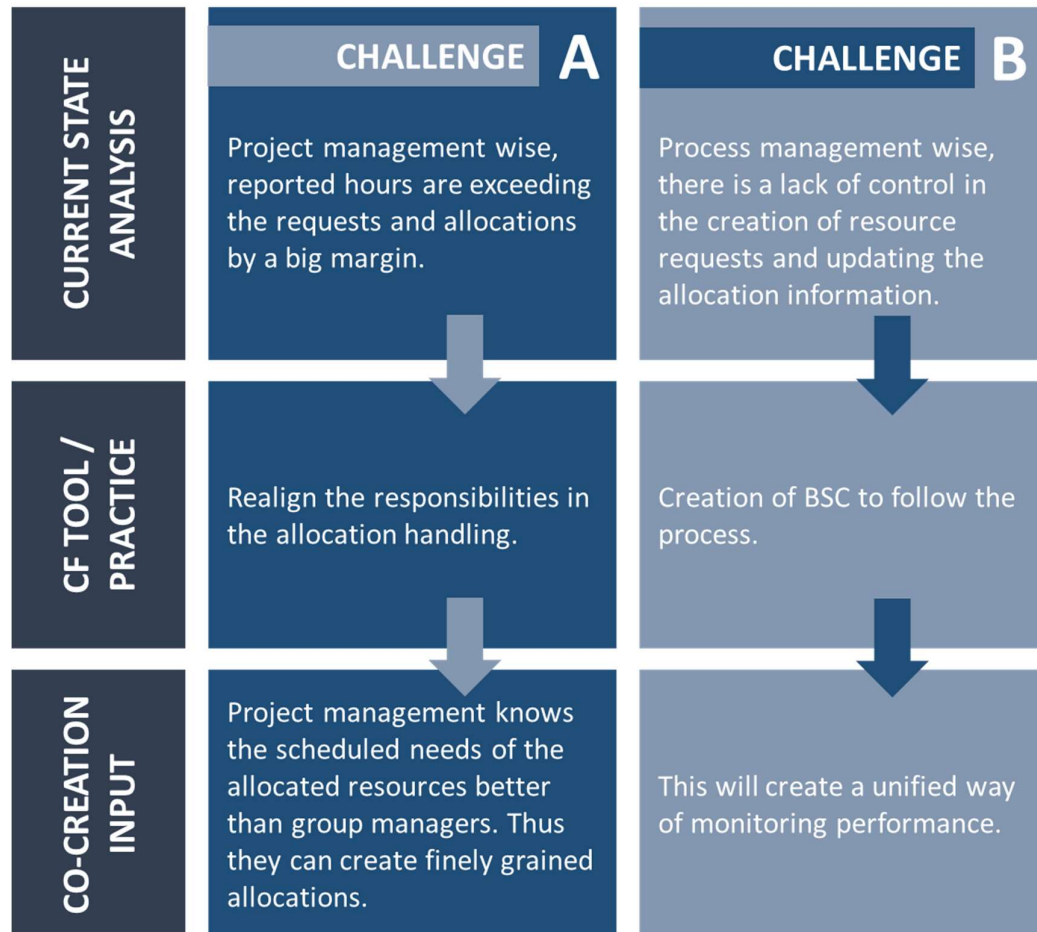 CURRENT STATE
ANALYSIS
CHALLENGE A
Project management wise,
reported hours are exceeding
the requests and allocations
by a big margin.
CHALLENGE B
Process management wise,
there is a lack of control in
the creation of resource
requests and updating the
allocation information.
CF TOOL /
PRACTICE
Realign the responsibilities in
the allocation handling.
Creation of BSC to follow the
process.
CO-CREATION
INPUT
Project management knows
the scheduled needs of the
allocated resources better
than group managers. Thus
they can create finely grained
allocations.
This will create a unified way
of monitoring performance.